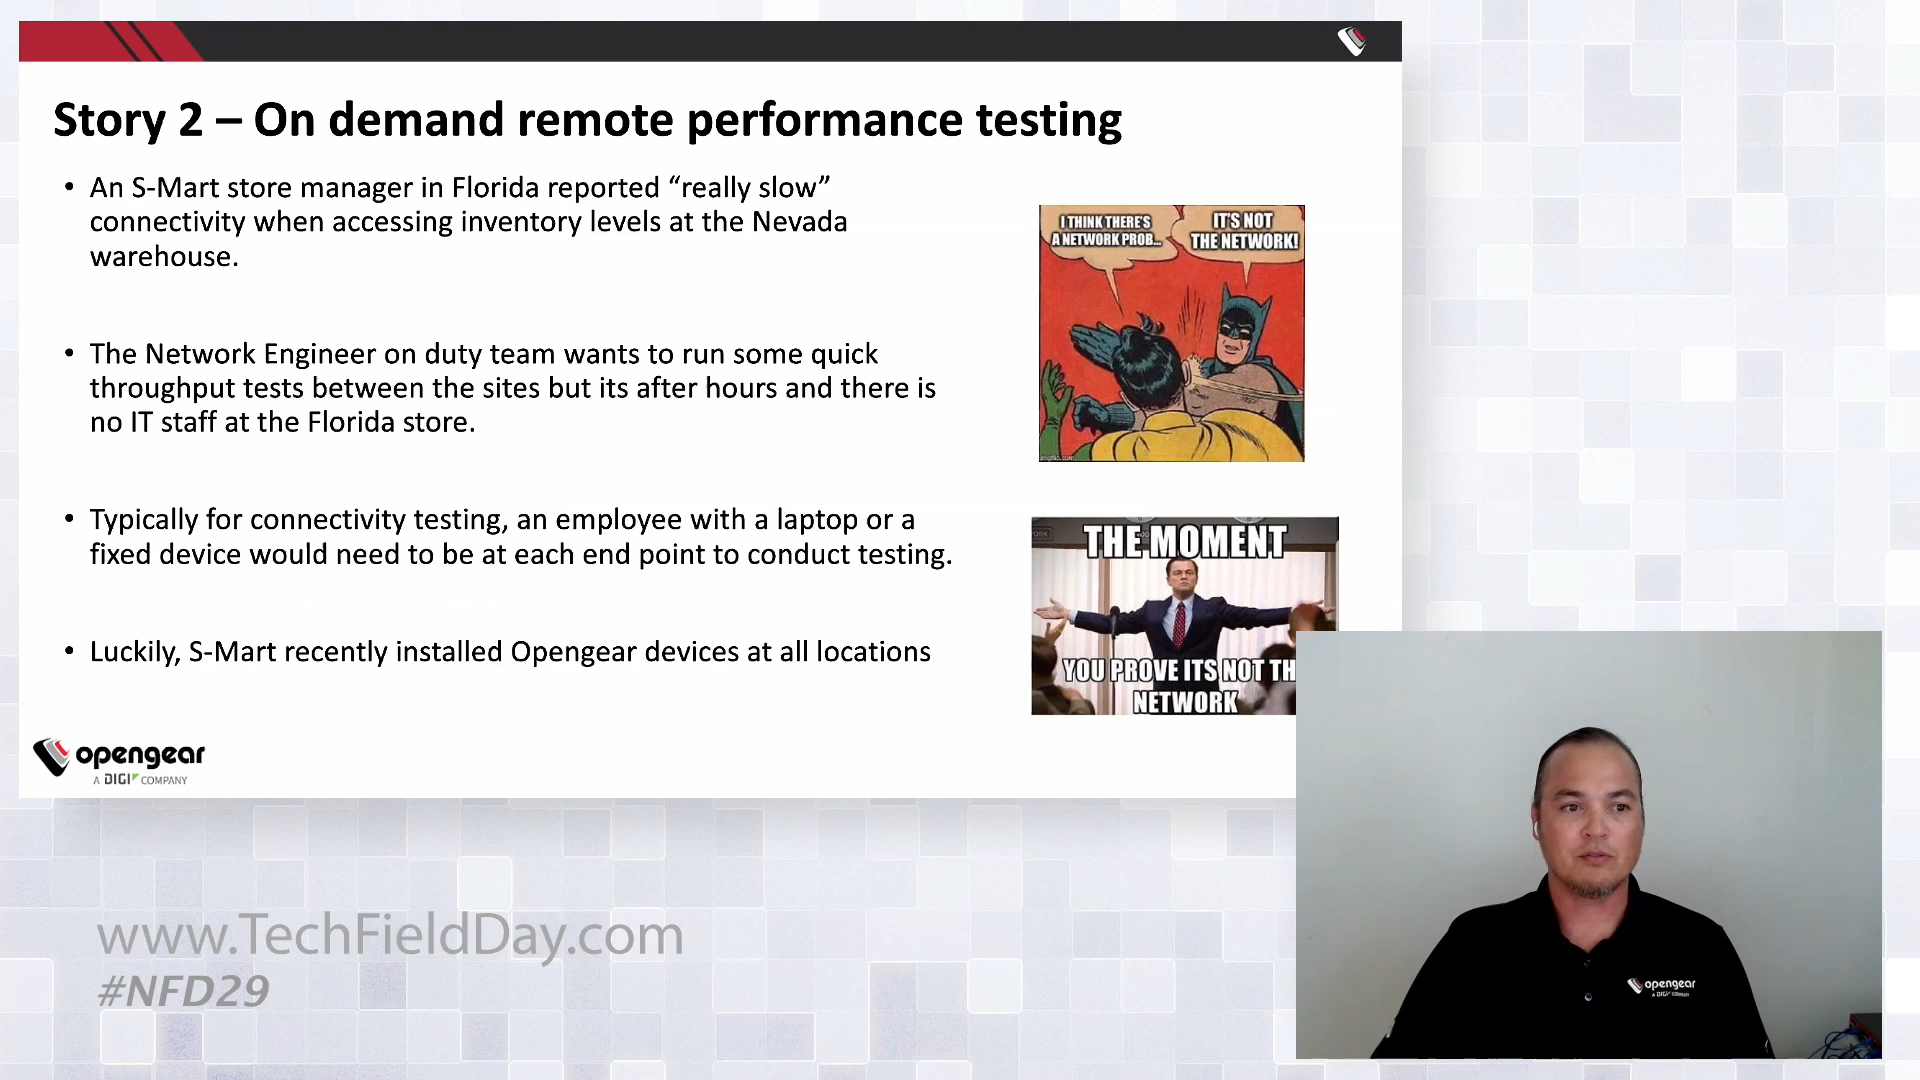 Story 2 – On demand remote performance testing
• An S-Mart store manager in Florida reported “really slow”
connectivity when accessing inventory levels at the Nevada
warehouse.
• The Network Engineer on duty team wants to run some quick
throughput tests between the sites but its after hours and there is
no IT staff at the Florida store.
• Typically for connectivity testing, an employee with a laptop or a
fixed device would need to be at each end point to conduct testing.
• Luckily, S-Mart recently installed Opengear devices at all locations
I THINK THERE'S
A NETWORK PROB...
IT'S NOT
THE NETWORK!
imgflip.com
THE MOMENT
YOU PROVE ITS NOT TH
NETWORK
opengear
A DIGI COMPANY
www.TechFieldDay.com
#NFD29
opengear
A DIGI COMPANY